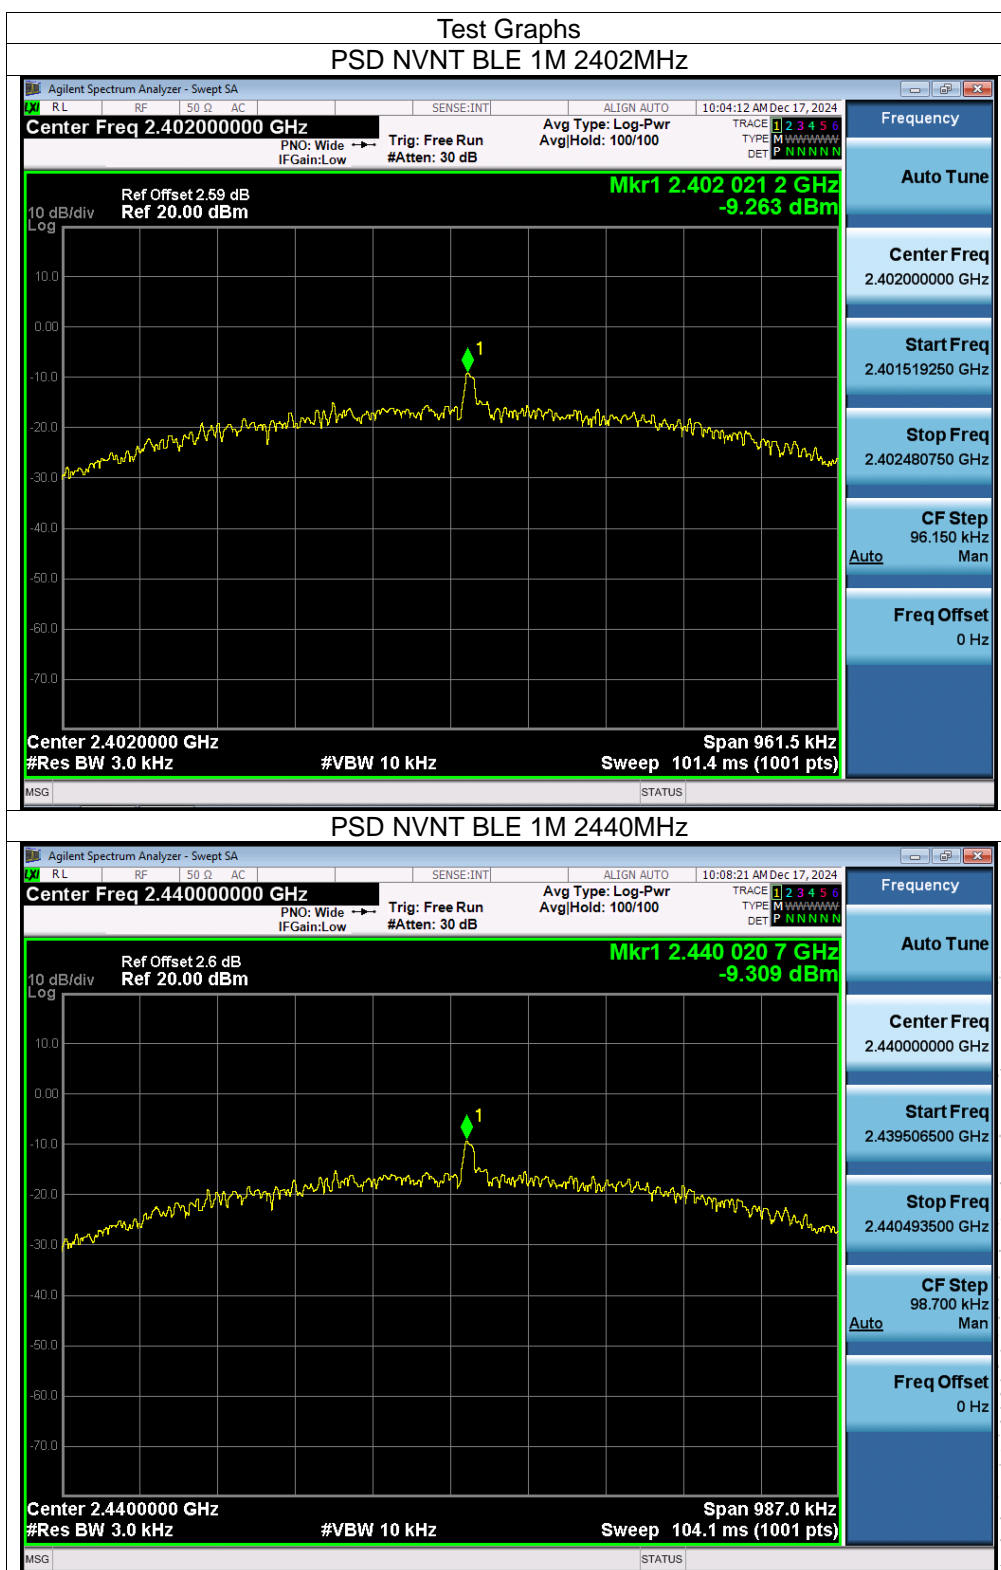 Test Graphs
PSD NVNT BLE 1M 2402MHz
Agilent Spectrum Analyzer - Swept SA
LXI RL RF 50 Ω AC SENSE:INT ALIGN AUTO 10:04:12 AM Dec 17, 2024
Center Freq 2.402000000 GHz
PNO: Wide
IFGain:Low
Trig: Free Run
#Atten: 30 dB
Avg Type: Log-Pwr
Avg|Hold: 100/100
TRACE 1 2 3 4 5 6
TYPE M W W W W W
DET P N N N N N
Frequency
Auto Tune
Mkr1 2.402 021 2 GHz
-9.263 dBm
Ref Offset 2.59 dB
10 dB/div Ref 20.00 dBm
Log
10.0
0.00
-10.0
-20.0
-30.0
-40.0
-50.0
-60.0
-70.0
1
Center Freq
2.402000000 GHz
Start Freq
2.401519250 GHz
Stop Freq
2.402480750 GHz
CF Step
96.150 kHz
Auto Man
Freq Offset
0 Hz
Center 2.4020000 GHz Span 961.5 kHz
#Res BW 3.0 kHz #VBW 10 kHz Sweep 101.4 ms (1001 pts)
MSG STATUS
PSD NVNT BLE 1M 2440MHz
Agilent Spectrum Analyzer - Swept SA
LXI RL RF 50 Ω AC SENSE:INT ALIGN AUTO 10:08:21 AM Dec 17, 2024
Center Freq 2.440000000 GHz
PNO: Wide
IFGain:Low
Trig: Free Run
#Atten: 30 dB
Avg Type: Log-Pwr
Avg|Hold: 100/100
TRACE 1 2 3 4 5 6
TYPE M W W W W W
DET P N N N N N
Frequency
Auto Tune
Mkr1 2.440 020 7 GHz
-9.309 dBm
Ref Offset 2.6 dB
10 dB/div Ref 20.00 dBm
Log
10.0
0.00
-10.0
-20.0
-30.0
-40.0
-50.0
-60.0
-70.0
1
Center Freq
2.440000000 GHz
Start Freq
2.439506500 GHz
Stop Freq
2.440493500 GHz
CF Step
98.700 kHz
Auto Man
Freq Offset
0 Hz
Center 2.4400000 GHz Span 987.0 kHz
#Res BW 3.0 kHz #VBW 10 kHz Sweep 104.1 ms (1001 pts)
MSG STATUS